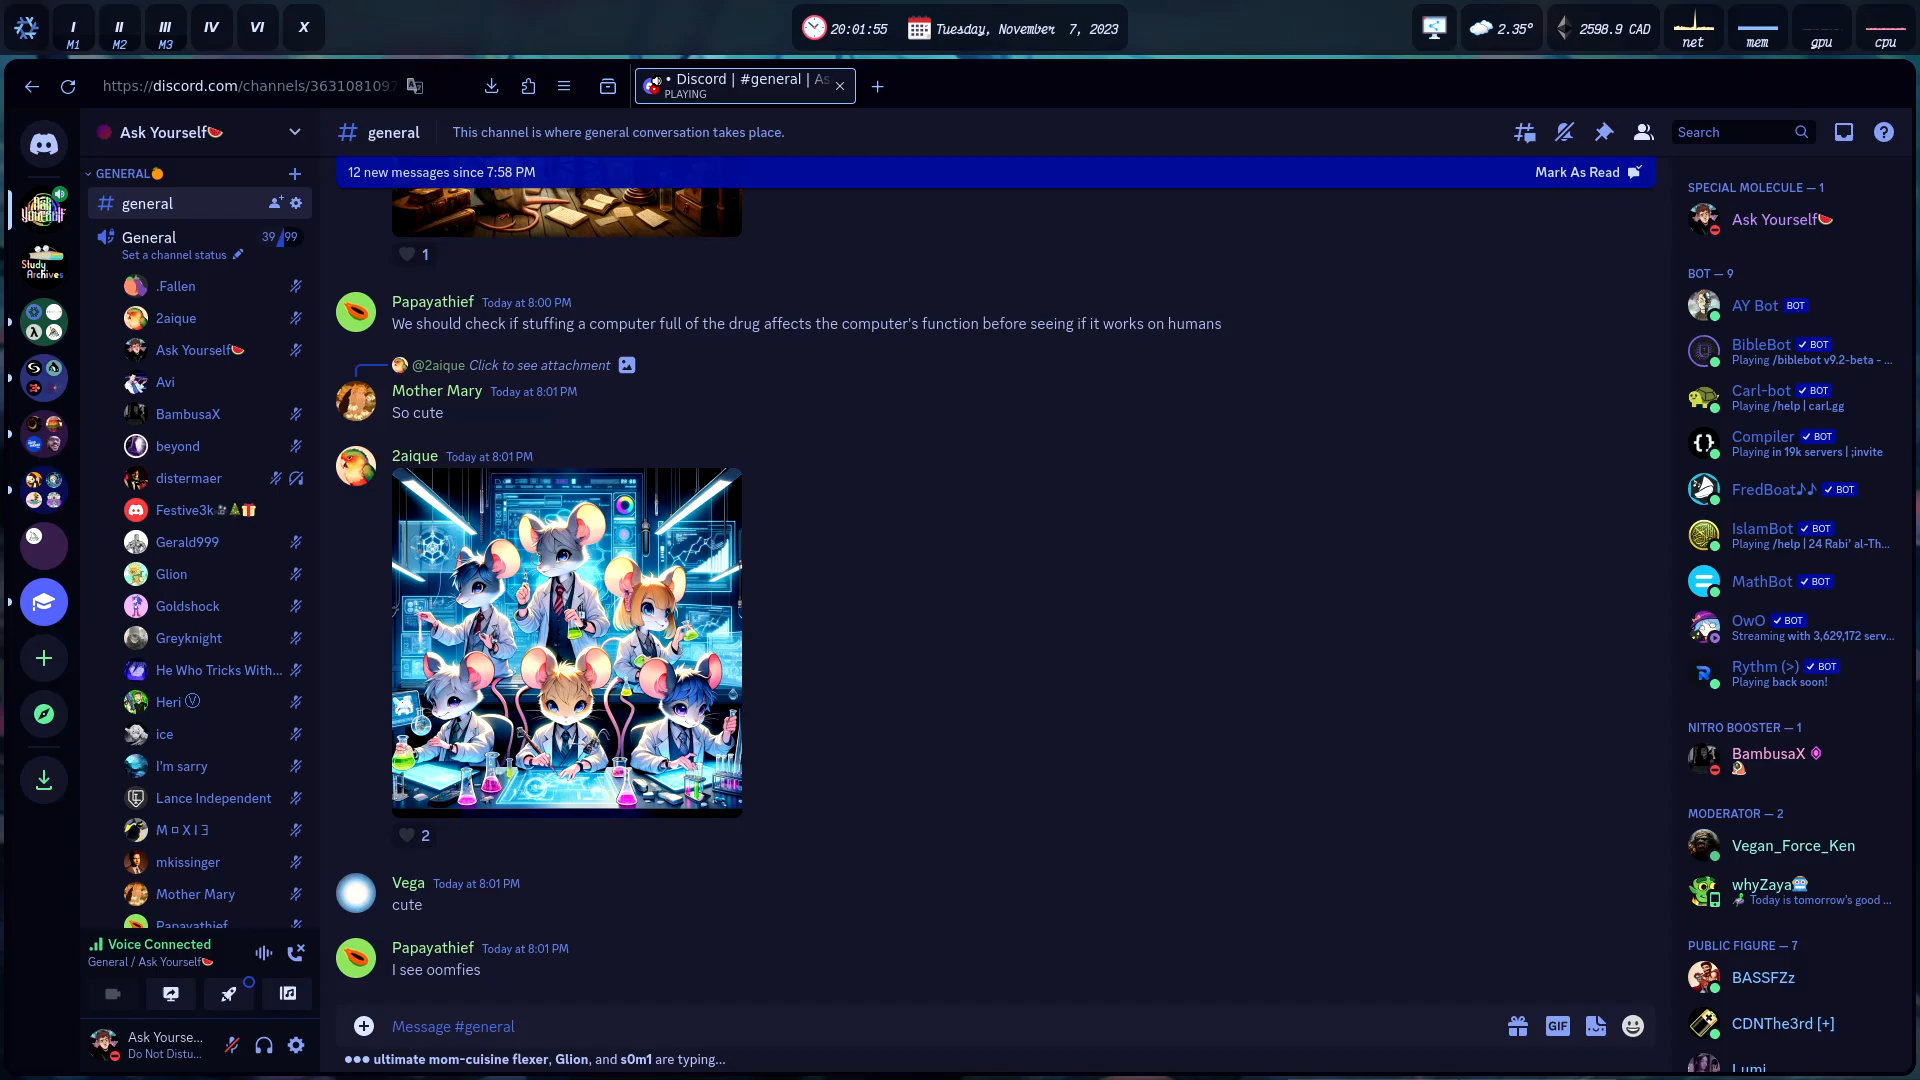 I
M1
II
M2
III
M3
IV
VI
X
20:01:55
Tuesday, November 7, 2023
2.35°
2598.9 CAD
net
mem
gpu
cpu
https://discord.com/channels/3631081097
• Discord | #general | As
PLAYING
Ask Yourself🍉
general
This channel is where general conversation takes place.
Search
12 new messages since 7:58 PM
Mark As Read
Ask Yourself
Study Archives
GENERAL🍊
general
General
39 99
Set a channel status
.Fallen
2aique
Ask Yourself🍉
Avi
BambusaX
beyond
distermaer
Festive3k🎄🎁
Gerald999
Glion
Goldshock
Greyknight
He Who Tricks With...
Heri Ⓥ
ice
I'm sarry
Lance Independent
M ¤ X I Ǝ
mkissinger
Mother Mary
Papayathief
Voice Connected
General / Ask Yourself🍉
Ask Yourse...
Do Not Distu...
1
Papayathief Today at 8:00 PM
We should check if stuffing a computer full of the drug affects the computer's function before seeing if it works on humans
@2aique Click to see attachment
Mother Mary Today at 8:01 PM
So cute
2aique Today at 8:01 PM
2
Vega Today at 8:01 PM
cute
Papayathief Today at 8:01 PM
I see oomfies
Message #general
GIF
ultimate mom-cuisine flexer, Glion, and s0m1 are typing...
SPECIAL MOLECULE — 1
Ask Yourself🍉
BOT — 9
AY Bot BOT
BibleBot ✓ BOT
Playing /biblebot v9.2-beta - ...
Carl-bot ✓ BOT
Playing /help | carl.gg
Compiler ✓ BOT
Playing in 19k servers | ;invite
FredBoat♪♪ ✓ BOT
IslamBot ✓ BOT
Playing /help | 24 Rabi' al-Th...
MathBot ✓ BOT
OwO ✓ BOT
Streaming with 3,629,172 serv...
Rythm (>) ✓ BOT
Playing back soon!
NITRO BOOSTER — 1
BambusaX
MODERATOR — 2
Vegan_Force_Ken
whyZaya
Today is tomorrow's good ...
PUBLIC FIGURE — 7
BASSFZz
CDNThe3rd [+]
Lumi